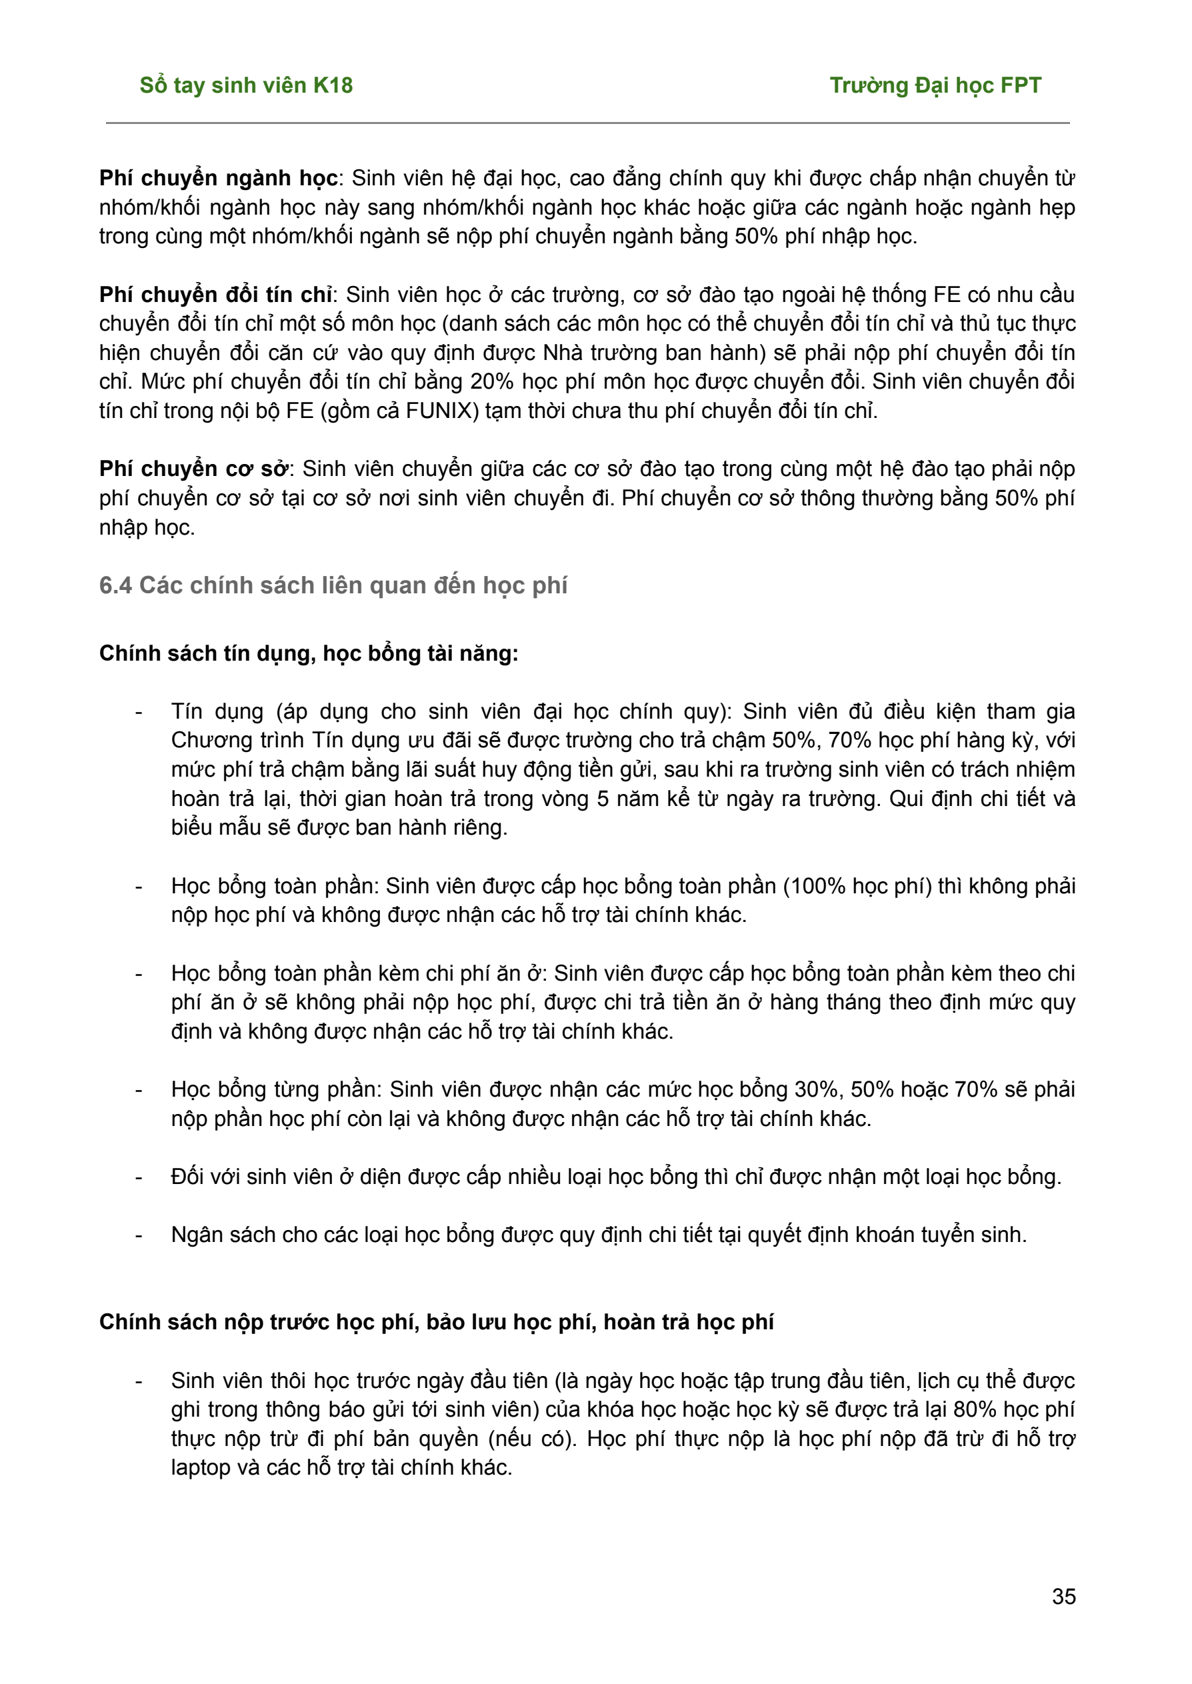 Sổ tay sinh viên K18 Trường Đại học FPT
Phí chuyển ngành học: Sinh viên hệ đại học, cao đẳng chính quy khi được chấp nhận chuyển từ
nhóm/khối ngành học này sang nhóm/khối ngành học khác hoặc giữa các ngành hoặc ngành hẹp
trong cùng một nhóm/khối ngành sẽ nộp phí chuyển ngành bằng 50% phí nhập học.
Phí chuyển đổi tín chỉ: Sinh viên học ở các trường, cơ sở đào tạo ngoài hệ thống FE có nhu cầu
chuyển đổi tín chỉ một số môn học (danh sách các môn học có thể chuyển đổi tín chỉ và thủ tục thực
hiện chuyển đổi căn cứ vào quy định được Nhà trường ban hành) sẽ phải nộp phí chuyển đổi tín
chỉ. Mức phí chuyển đổi tín chỉ bằng 20% học phí môn học được chuyển đổi. Sinh viên chuyển đổi
tín chỉ trong nội bộ FE (gồm cả FUNIX) tạm thời chưa thu phí chuyển đổi tín chỉ.
Phí chuyển cơ sở: Sinh viên chuyển giữa các cơ sở đào tạo trong cùng một hệ đào tạo phải nộp
phí chuyển cơ sở tại cơ sở nơi sinh viên chuyển đi. Phí chuyển cơ sở thông thường bằng 50% phí
nhập học.
6.4 Các chính sách liên quan đến học phí
Chính sách tín dụng, học bổng tài năng:
- Tín dụng (áp dụng cho sinh viên đại học chính quy): Sinh viên đủ điều kiện tham gia
Chương trình Tín dụng ưu đãi sẽ được trường cho trả chậm 50%, 70% học phí hàng kỳ, với
mức phí trả chậm bằng lãi suất huy động tiền gửi, sau khi ra trường sinh viên có trách nhiệm
hoàn trả lại, thời gian hoàn trả trong vòng 5 năm kể từ ngày ra trường. Qui định chi tiết và
biểu mẫu sẽ được ban hành riêng.
- Học bổng toàn phần: Sinh viên được cấp học bổng toàn phần (100% học phí) thì không phải
nộp học phí và không được nhận các hỗ trợ tài chính khác.
- Học bổng toàn phần kèm chi phí ăn ở: Sinh viên được cấp học bổng toàn phần kèm theo chi
phí ăn ở sẽ không phải nộp học phí, được chi trả tiền ăn ở hàng tháng theo định mức quy
định và không được nhận các hỗ trợ tài chính khác.
- Học bổng từng phần: Sinh viên được nhận các mức học bổng 30%, 50% hoặc 70% sẽ phải
nộp phần học phí còn lại và không được nhận các hỗ trợ tài chính khác.
- Đối với sinh viên ở diện được cấp nhiều loại học bổng thì chỉ được nhận một loại học bổng.
- Ngân sách cho các loại học bổng được quy định chi tiết tại quyết định khoán tuyển sinh.
Chính sách nộp trước học phí, bảo lưu học phí, hoàn trả học phí
- Sinh viên thôi học trước ngày đầu tiên (là ngày học hoặc tập trung đầu tiên, lịch cụ thể được
ghi trong thông báo gửi tới sinh viên) của khóa học hoặc học kỳ sẽ được trả lại 80% học phí
thực nộp trừ đi phí bản quyền (nếu có). Học phí thực nộp là học phí nộp đã trừ đi hỗ trợ
laptop và các hỗ trợ tài chính khác.
35